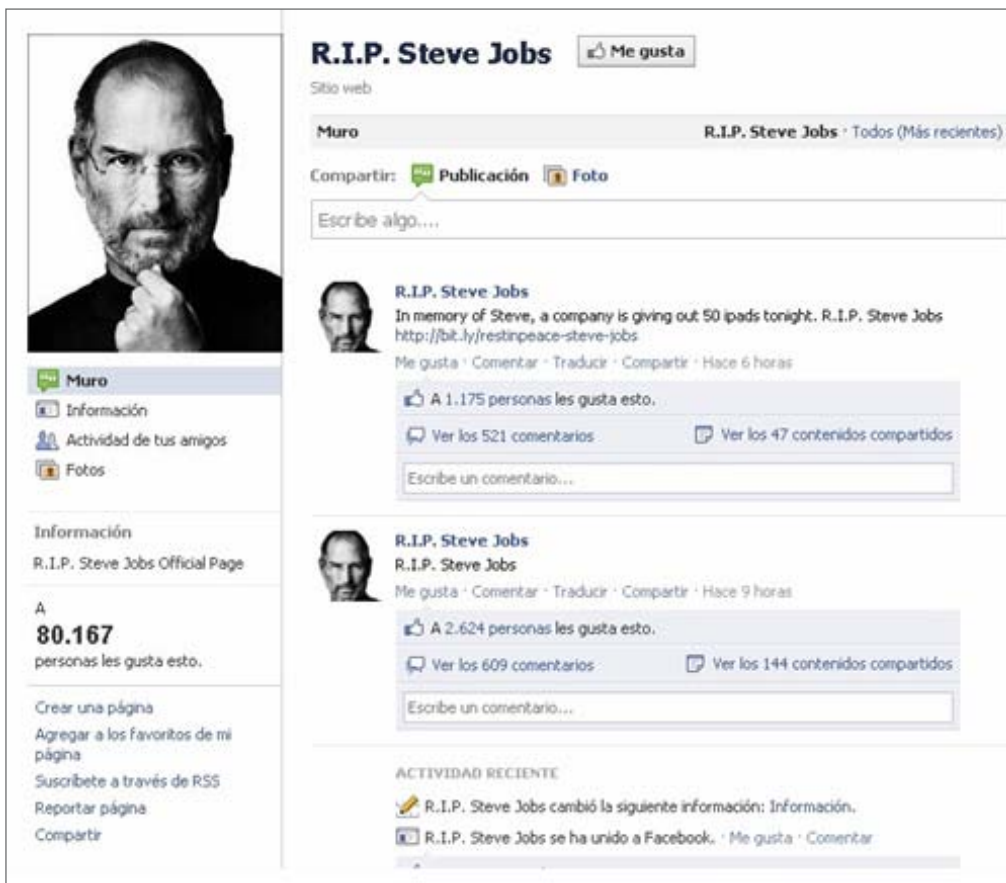 R.I.P. Steve Jobs
Me gusta
Sitio web
Muro
R.I.P. Steve Jobs · Todos (Más recientes)
Compartir: Publicación Foto
Escribe algo....
R.I.P. Steve Jobs
In memory of Steve, a company is giving out 50 ipads tonight. R.I.P. Steve Jobs
http://bit.ly/restinpeace-steve-jobs
Me gusta · Comentar · Traducir · Compartir · Hace 6 horas
A 1.175 personas les gusta esto.
Ver los 521 comentarios
Ver los 47 contenidos compartidos
Escribe un comentario...
R.I.P. Steve Jobs
R.I.P. Steve Jobs
Me gusta · Comentar · Traducir · Compartir · Hace 9 horas
A 2.624 personas les gusta esto.
Ver los 609 comentarios
Ver los 144 contenidos compartidos
Escribe un comentario...
ACTIVIDAD RECIENTE
R.I.P. Steve Jobs cambió la siguiente información: Información.
R.I.P. Steve Jobs se ha unido a Facebook. · Me gusta · Comentar
Muro
Información
Actividad de tus amigos
Fotos
Información
R.I.P. Steve Jobs Official Page
A
80.167
personas les gusta esto.
Crear una página
Agregar a los favoritos de mi
página
Suscríbete a través de RSS
Reportar página
Compartir